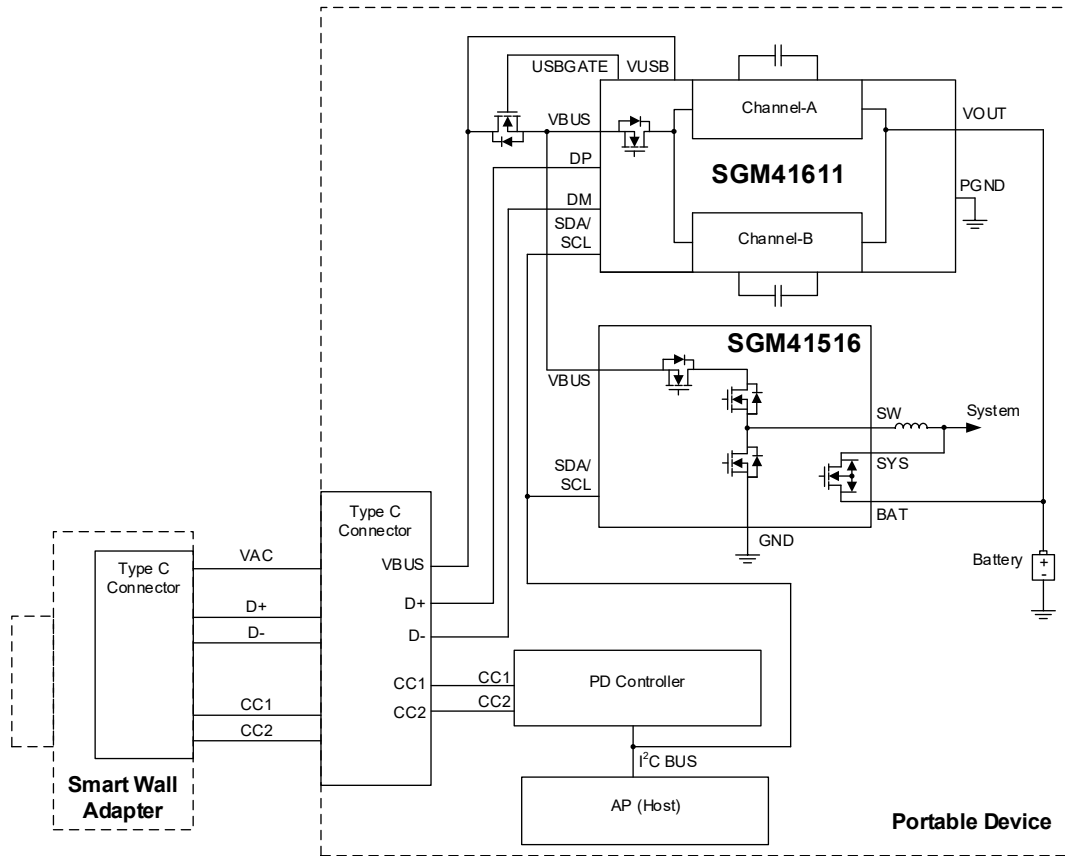 USBGATE
VUSB
VBUS
DP
DM
SDA/
SCL
Channel-A
SGM41611
Channel-B
VOUT
PGND
SGM41516
VBUS
SDA/
SCL
SW
System
SYS
BAT
GND
Battery
+
-
Type C
Connector
VBUS
D+
D-
CC1
CC2
VAC
D+
D-
CC1
CC2
Type C
Connector
Smart Wall
Adapter
CC1
CC2
PD Controller
I²C BUS
AP (Host)
Portable Device